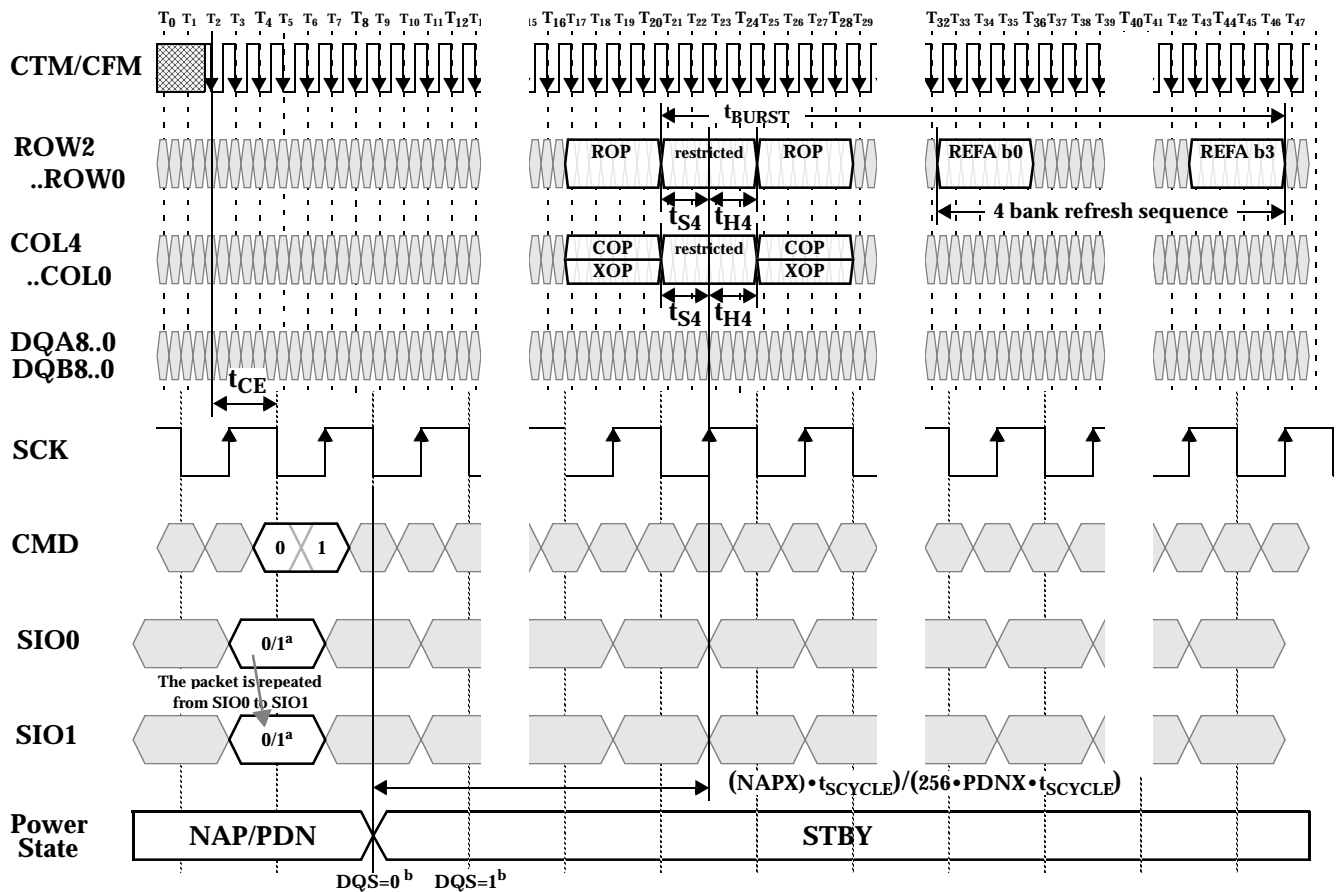 T0 T1 T2 T3 T4 T5 T6 T7 T8 T9 T10 T11 T12 T1 15 T16 T17 T18 T19 T20 T21 T22 T23 T24 T25 T26 T27 T28 T29 T32 T33 T34 T35 T36 T37 T38 T39 T40 T41 T42 T43 T44 T45 T46 T47
CTM/CFM
tBURST
ROW2
..ROW0
ROP restricted ROP REFA b0 REFA b3
tS4 tH4
4 bank refresh sequence
COL4
..COL0
COP restricted COP
XOP XOP
tS4 tH4
DQA8..0
DQB8..0
tCE
SCK
CMD 0 1
SIO0 0/1a
The packet is repeated
from SIO0 to SIO1
SIO1 0/1a
(NAPX)•tSCYCLE)/(256•PDNX•tSCYCLE)
Power
State
NAP/PDN STBY
DQS=0 b DQS=1b